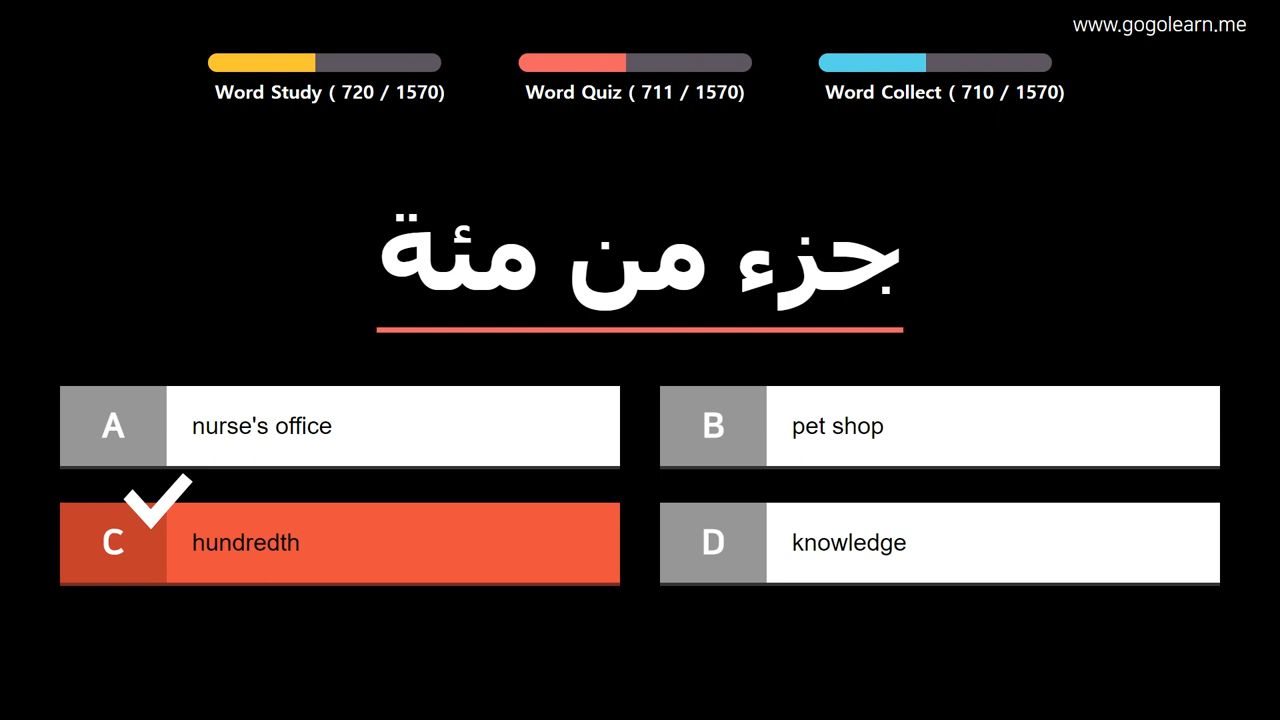 www.gogolearn.me
Word Study ( 720 / 1570)
Word Quiz ( 711 / 1570)
Word Collect ( 710 / 1570)
جزء من مئة
A
nurse's office
B
pet shop
C
hundredth
D
knowledge